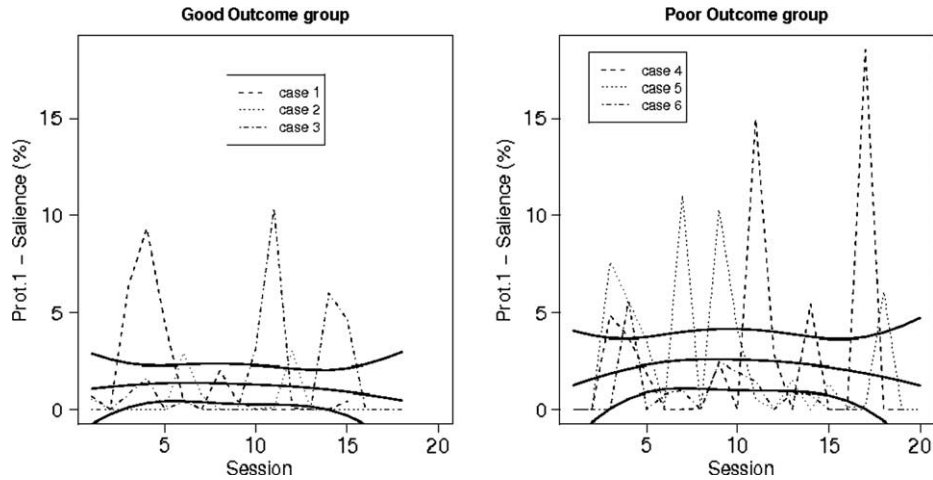 Good Outcome group
Prot.1 – Salience (%)
15
10
5
0
case 1
case 2
case 3
5
10
15
20
Session
Poor Outcome group
Prot.1 – Salience (%)
15
10
5
0
case 4
case 5
case 6
5
10
15
20
Session